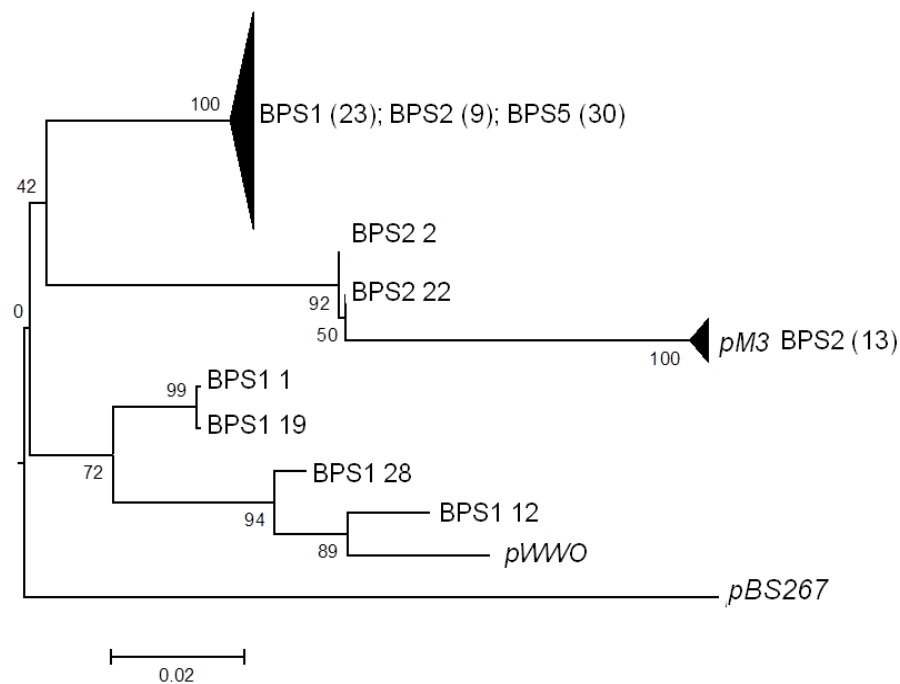 100
BPS1 (23); BPS2 (9); BPS5 (30)
42
BPS2 2
BPS2 22
92
0
50
pM3 BPS2 (13)
100
BPS1 1
99
BPS1 19
72
BPS1 28
BPS1 12
94
89
pWWO
pBS267
0.02